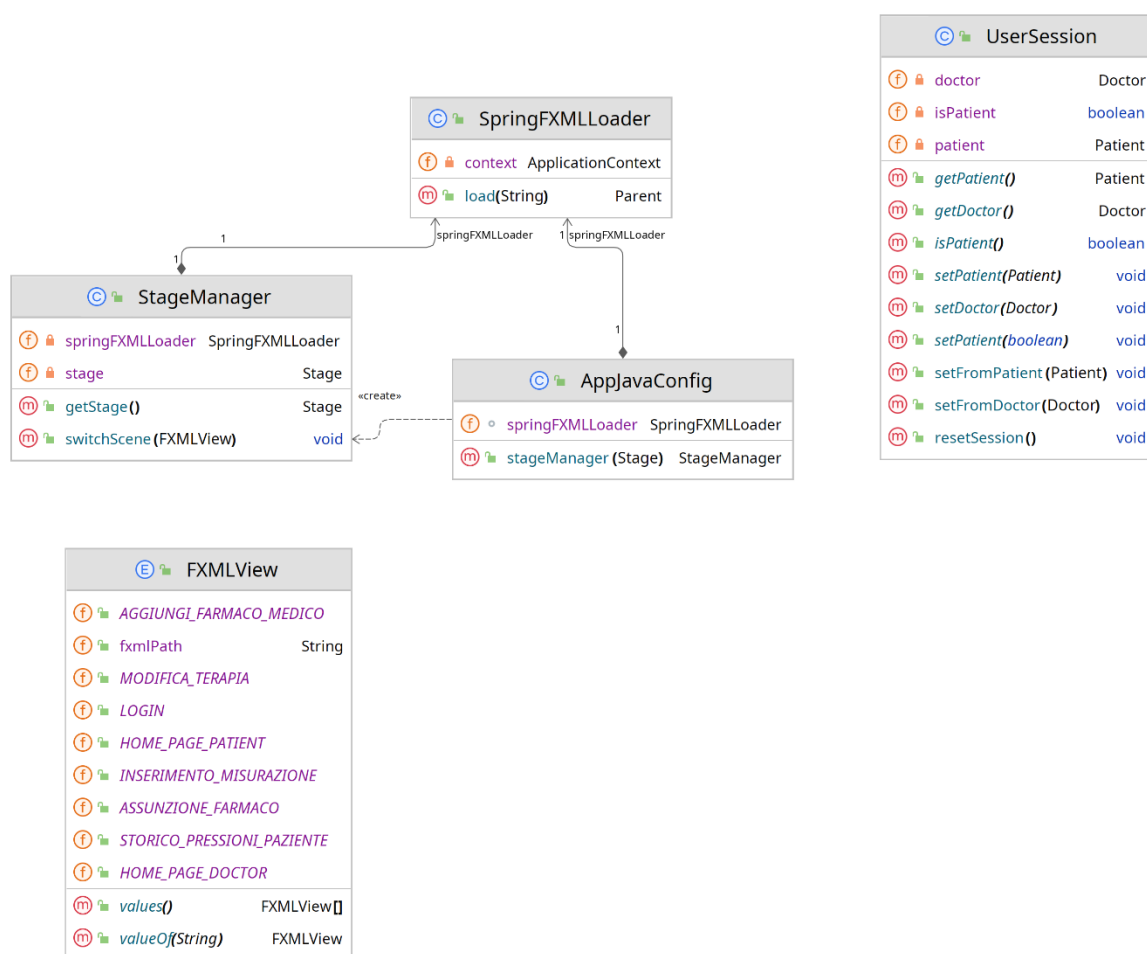 C UserSession
f doctor Doctor
f isPatient boolean
f patient Patient
m getPatient() Patient
m getDoctor() Doctor
m isPatient() boolean
m setPatient(Patient) void
m setDoctor(Doctor) void
m setPatient(boolean) void
m setFromPatient(Patient) void
m setFromDoctor(Doctor) void
m resetSession() void
C SpringFXMLLoader
f context ApplicationContext
m load(String) Parent
1 springFXMLLoader
1 springFXMLLoader
1
1
C StageManager
f springFXMLLoader SpringFXMLLoader
f stage Stage
m getStage() Stage
m switchScene(FXMLView) void
«create»
C AppJavaConfig
f springFXMLLoader SpringFXMLLoader
m stageManager(Stage) StageManager
E FXMLView
f AGGIUNGI_FARMACO_MEDICO
f fxmlPath String
f MODIFICA_TERAPIA
f LOGIN
f HOME_PAGE_PATIENT
f INSERIMENTO_MISURAZIONE
f ASSUNZIONE_FARMACO
f STORICO_PRESSIONI_PAZIENTE
f HOME_PAGE_DOCTOR
m values() FXMLView[]
m valueOf(String) FXMLView